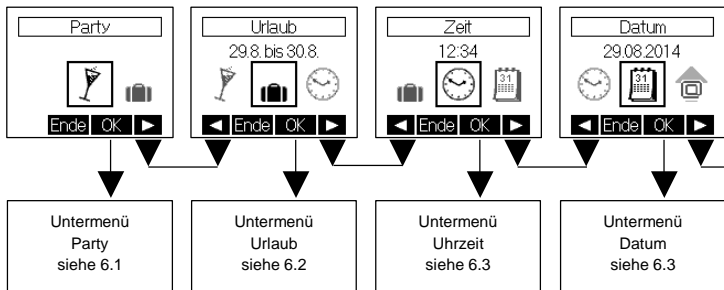 Party
Ende OK
Untermenü
Party
siehe 6.1
Urlaub
29.8. bis 30.8.
Ende OK
Untermenü
Urlaub
siehe 6.2
Zeit
12:34
31
Ende OK
Untermenü
Uhrzeit
siehe 6.3
Datum
29.08.2014
31
Ende OK
Untermenü
Datum
siehe 6.3